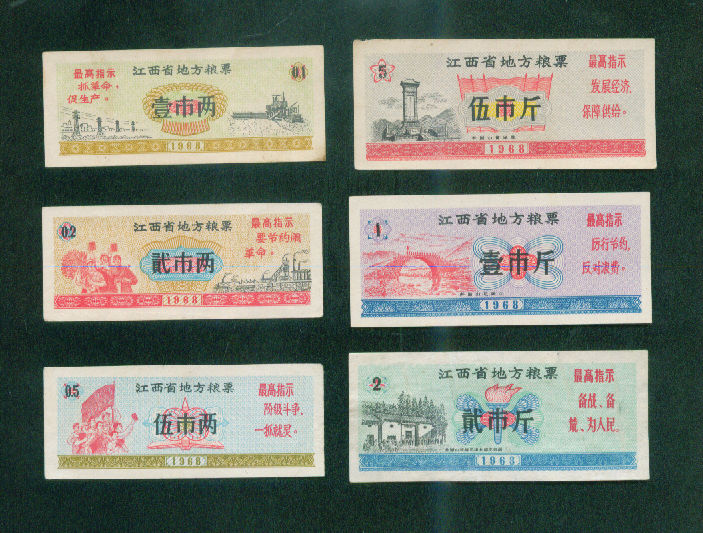 江西省地方粮票
0.1
最高指示
抓革命，
促生产。
壹市两
1968
江西省地方粮票
0.2
最高指示
要节约闹
革命。
贰市两
1968
江西省地方粮票
0.5
最高指示
阶级斗争，
一抓就灵。
伍市两
1968
江西省地方粮票
5
最高指示
发展经济，
保障供给。
伍市斤
1968
江西省地方粮票
1
最高指示
厉行节约，
反对浪费。
壹市斤
1968
江西省地方粮票
2
最高指示
备战、备
荒、为人民。
贰市斤
1968